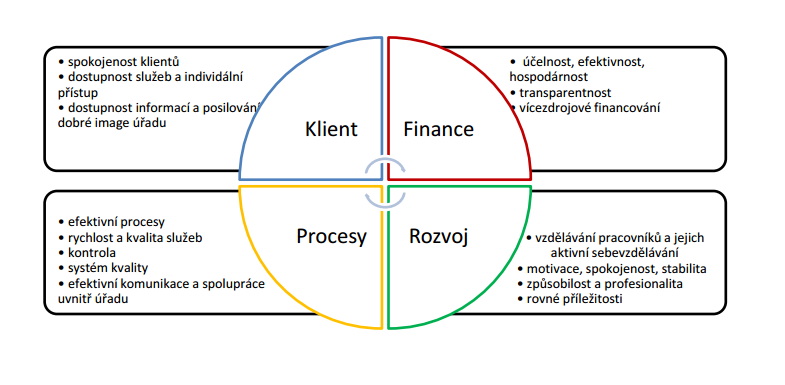 • spokojenost klientů
• dostupnost služeb a individální
přístup
• dostupnost informací a posilování
dobré image úřadu
Klient
• účelnost, efektivnost,
hospodárnost
• transparentnost
• vícezdrojové financování
Finance
• efektivní procesy
• rychlost a kvalita služeb
• kontrola
• systém kvality
• efektivní komunikace a spolupráce
uvnitř úřadu
Procesy
• vzdělávání pracovníků a jejich
aktivní sebevzdělávání
• motivace, spokojenost, stabilita
• způsobilost a profesionalita
• rovné příležitosti
Rozvoj